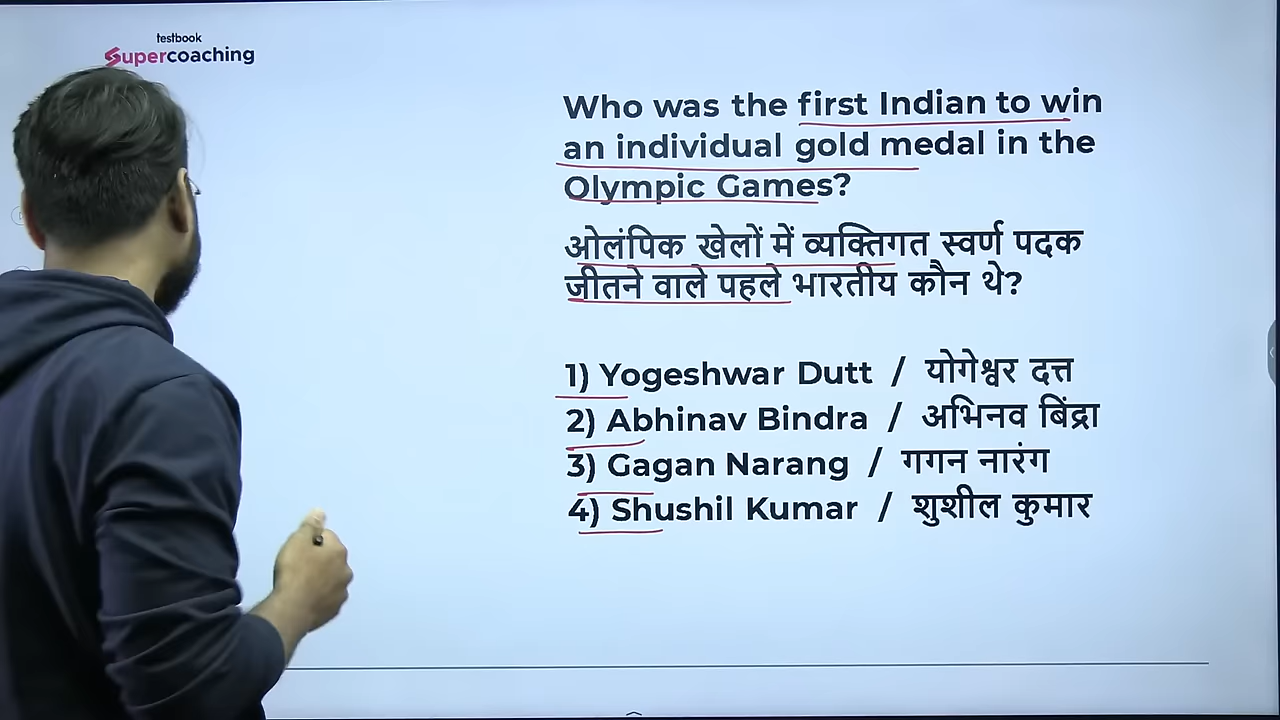 testbook
Supercoaching
Who was the first Indian to win
an individual gold medal in the
Olympic Games?
ओलंपिक खेलों में व्यक्तिगत स्वर्ण पदक
जीतने वाले पहले भारतीय कौन थे?
1) Yogeshwar Dutt / योगेश्वर दत्त
2) Abhinav Bindra / अभिनव बिंद्रा
3) Gagan Narang / गगन नारंग
4) Shushil Kumar / शुशील कुमार